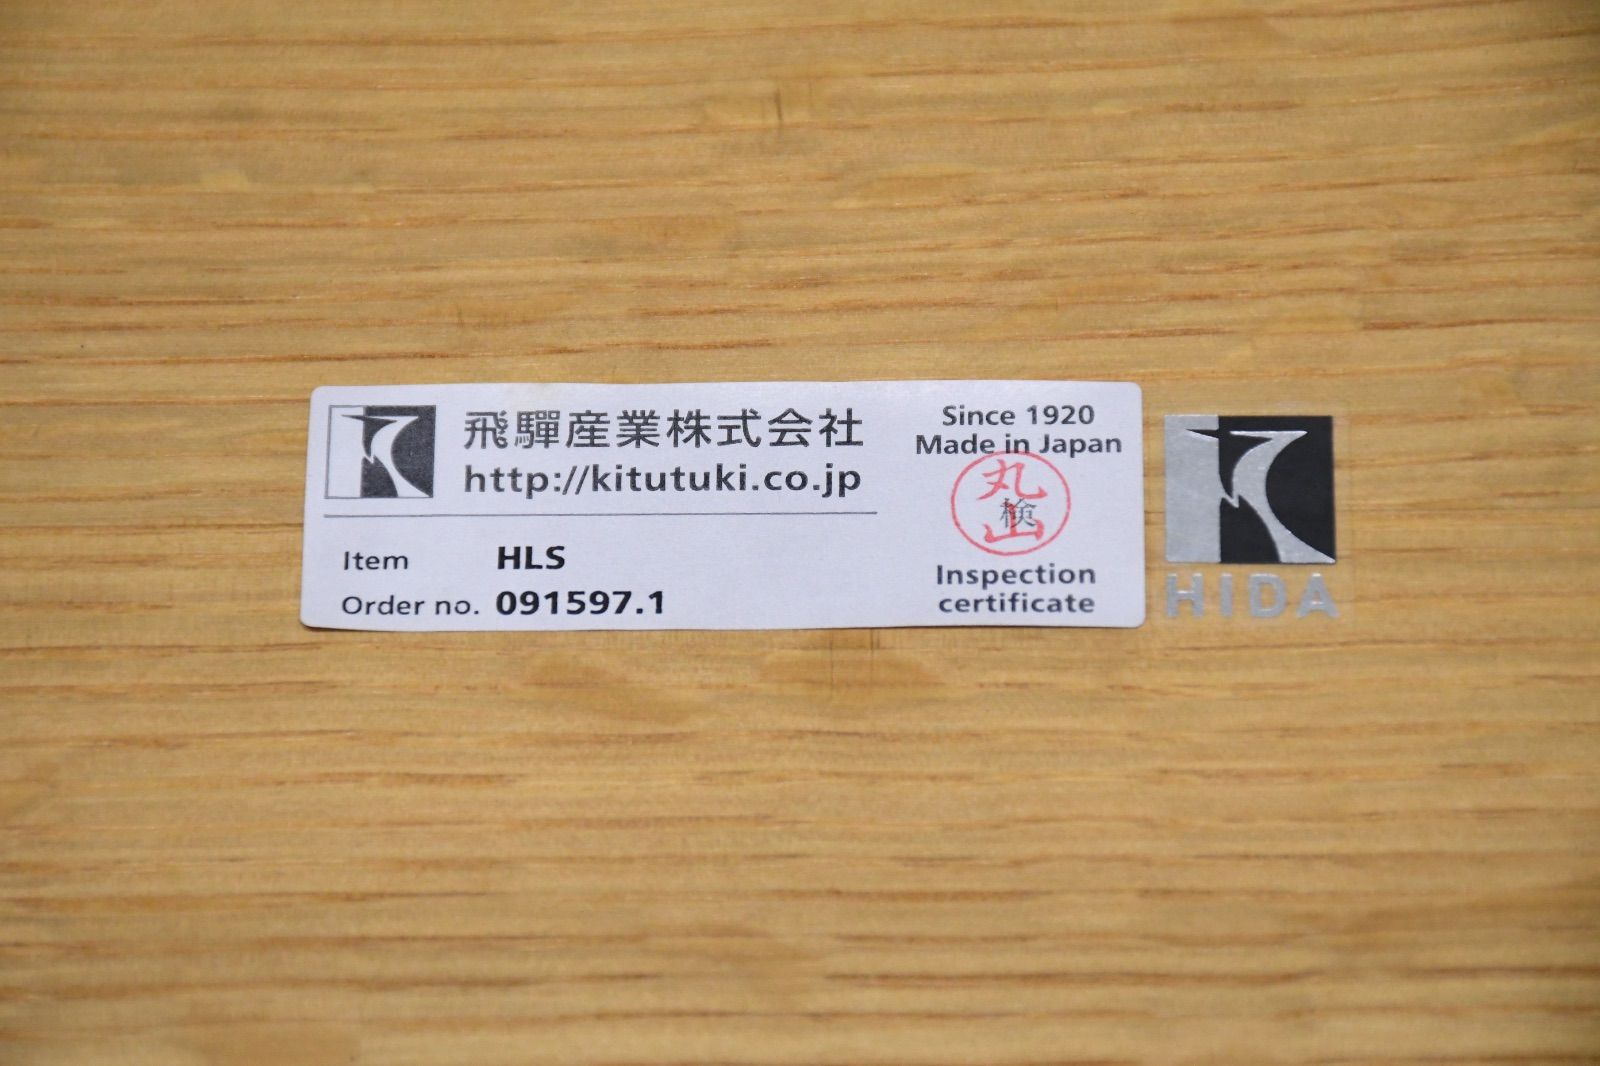 飛驒産業株式会社
http://kitutuki.co.jp
Item HLS
Order no. 091597.1
Since 1920
Made in Japan
丸山
検
Inspection
certificate
HIDA